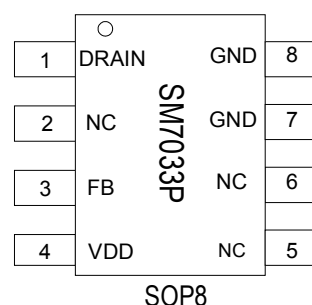 1 DRAIN GND 8
2 NC GND 7
3 FB NC 6
4 VDD NC 5
SM7033P
SOP8